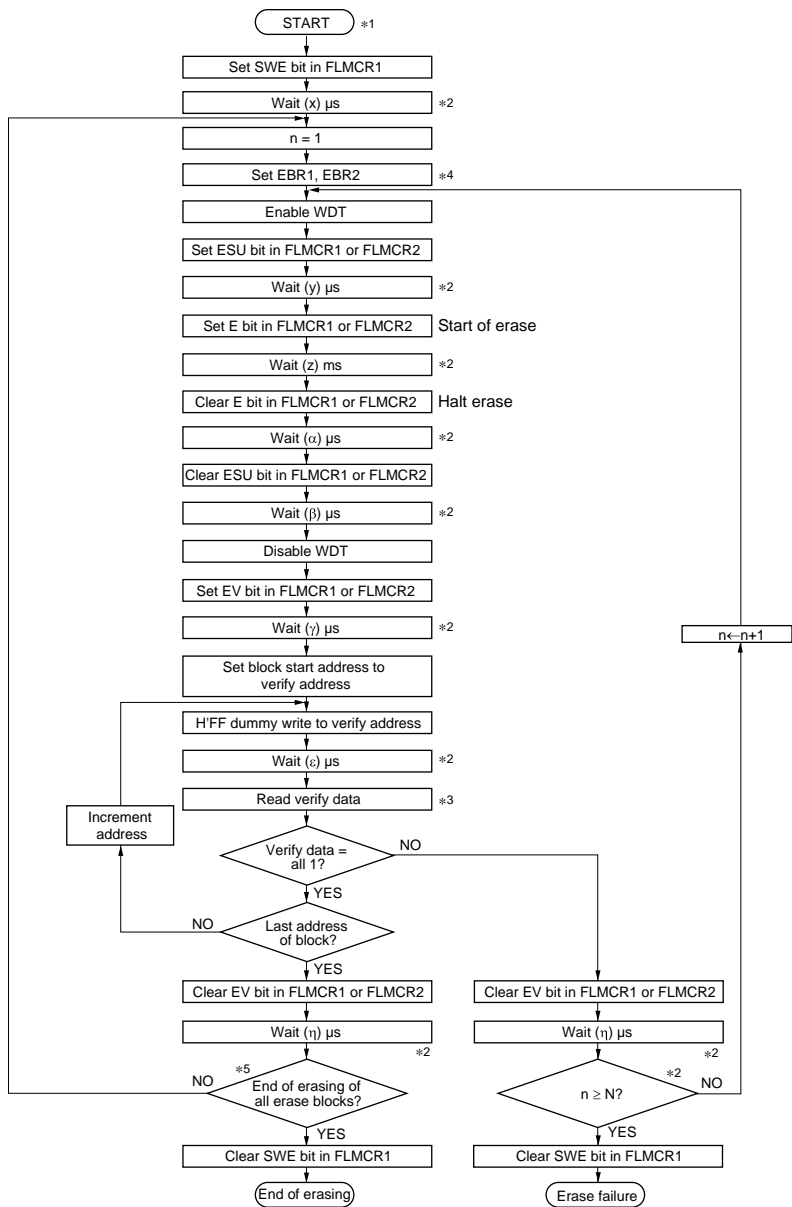 START *1
Set SWE bit in FLMCR1
Wait (x) µs *2
n = 1
Set EBR1, EBR2 *4
Enable WDT
Set ESU bit in FLMCR1 or FLMCR2
Wait (y) µs *2
Set E bit in FLMCR1 or FLMCR2 Start of erase
Wait (z) ms *2
Clear E bit in FLMCR1 or FLMCR2 Halt erase
Wait (α) µs *2
Clear ESU bit in FLMCR1 or FLMCR2
Wait (β) µs *2
Disable WDT
Set EV bit in FLMCR1 or FLMCR2
Wait (γ) µs *2
n←n+1
Set block start address to
verify address
H'FF dummy write to verify address
Wait (ε) µs *2
Read verify data *3
Increment
address
Verify data =
all 1?
NO
YES
NO
Last address
of block?
YES
Clear EV bit in FLMCR1 or FLMCR2
Wait (η) µs
*2
NO
*5
End of erasing of
all erase blocks?
YES
Clear SWE bit in FLMCR1
End of erasing
Clear EV bit in FLMCR1 or FLMCR2
Wait (η) µs
*2
*2
n ≥ N?
NO
YES
Clear SWE bit in FLMCR1
Erase failure